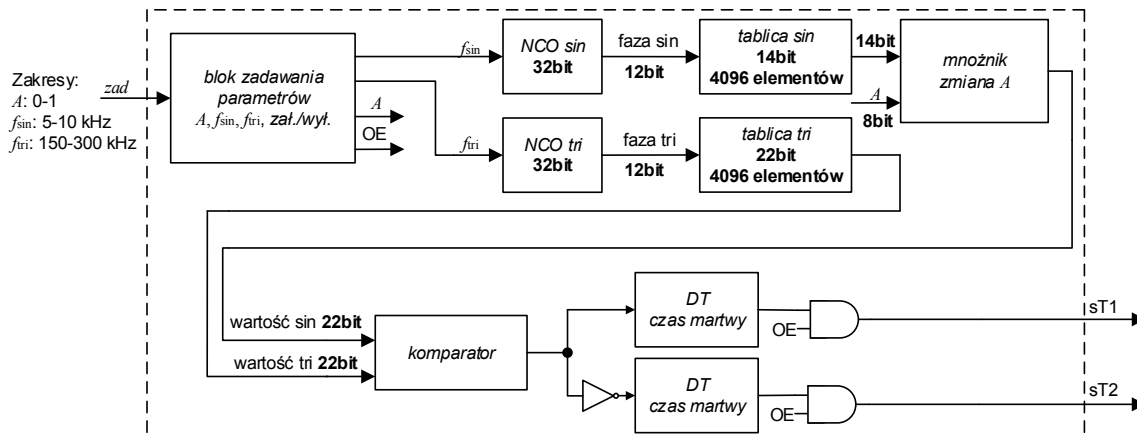 Zakresy:
A: 0-1
fsin: 5-10 kHz
ftri: 150-300 kHz
zad
blok zadawania
parametrów
A, fsin, ftri, zał./wył.
A
OE
fsin
ftri
NCO sin
32bit
faza sin
12bit
tablica sin
14bit
4096 elementów
14bit
A
8bit
mnożnik
zmiana A
NCO tri
32bit
faza tri
12bit
tablica tri
22bit
4096 elementów
wartość sin 22bit
wartość tri 22bit
komparator
DT
czas martwy
OE
sT1
DT
czas martwy
OE
sT2